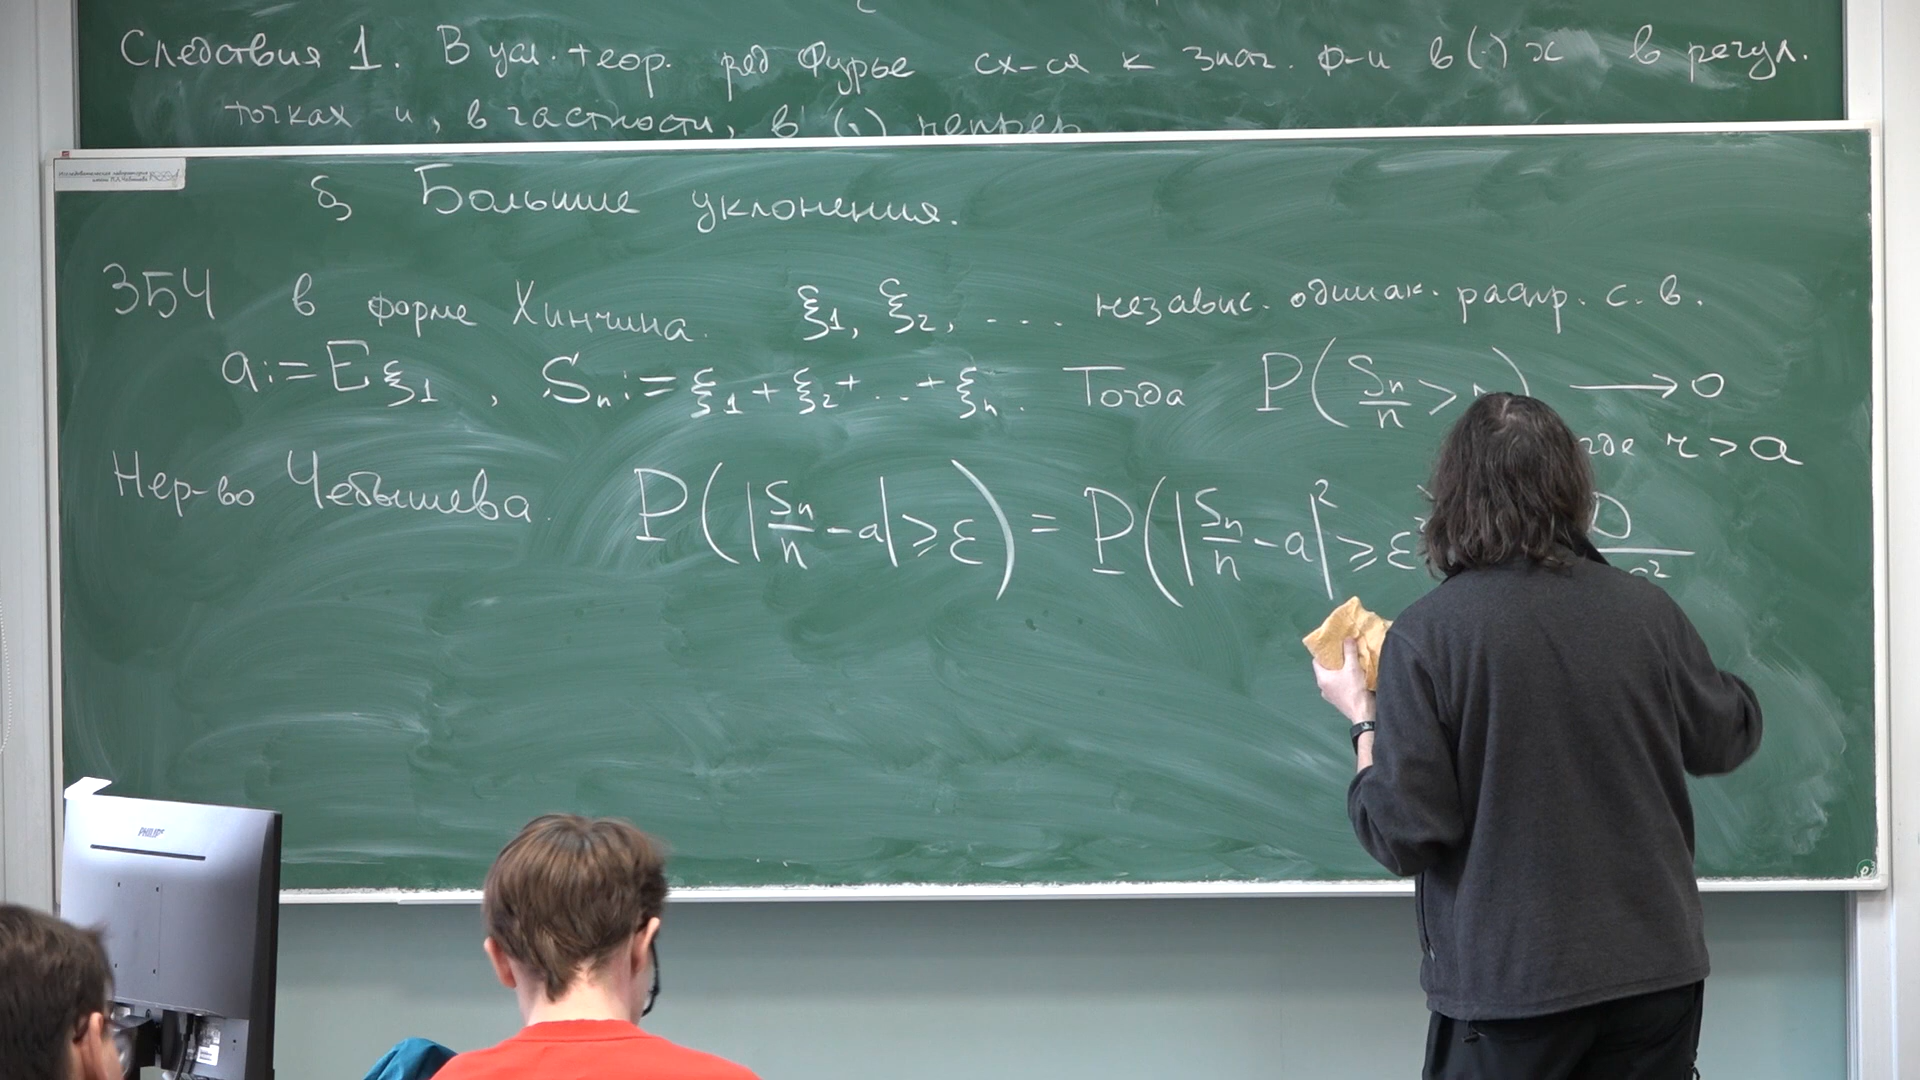 Следствия 1. В усл. теор. ряд Фурье сх-ся к знач. ф-и в (·) x в регул.
точках и, в частности, в (·) непрер
§ Большие уклонения.
ЗБЧ в форме Хинчина. ξ₁, ξ₂, ... независ. одинак. распр. с. в.
a := Eξ₁, Sₙ := ξ₁ + ξ₂ + ... + ξₙ. Тогда P(Sₙ/n > ) → 0
где r > a
Нер-во Чебышева. P(|Sₙ/n - a| ≥ ε) = P(|Sₙ/n - a|² ≥ ε² D
PHILIPS